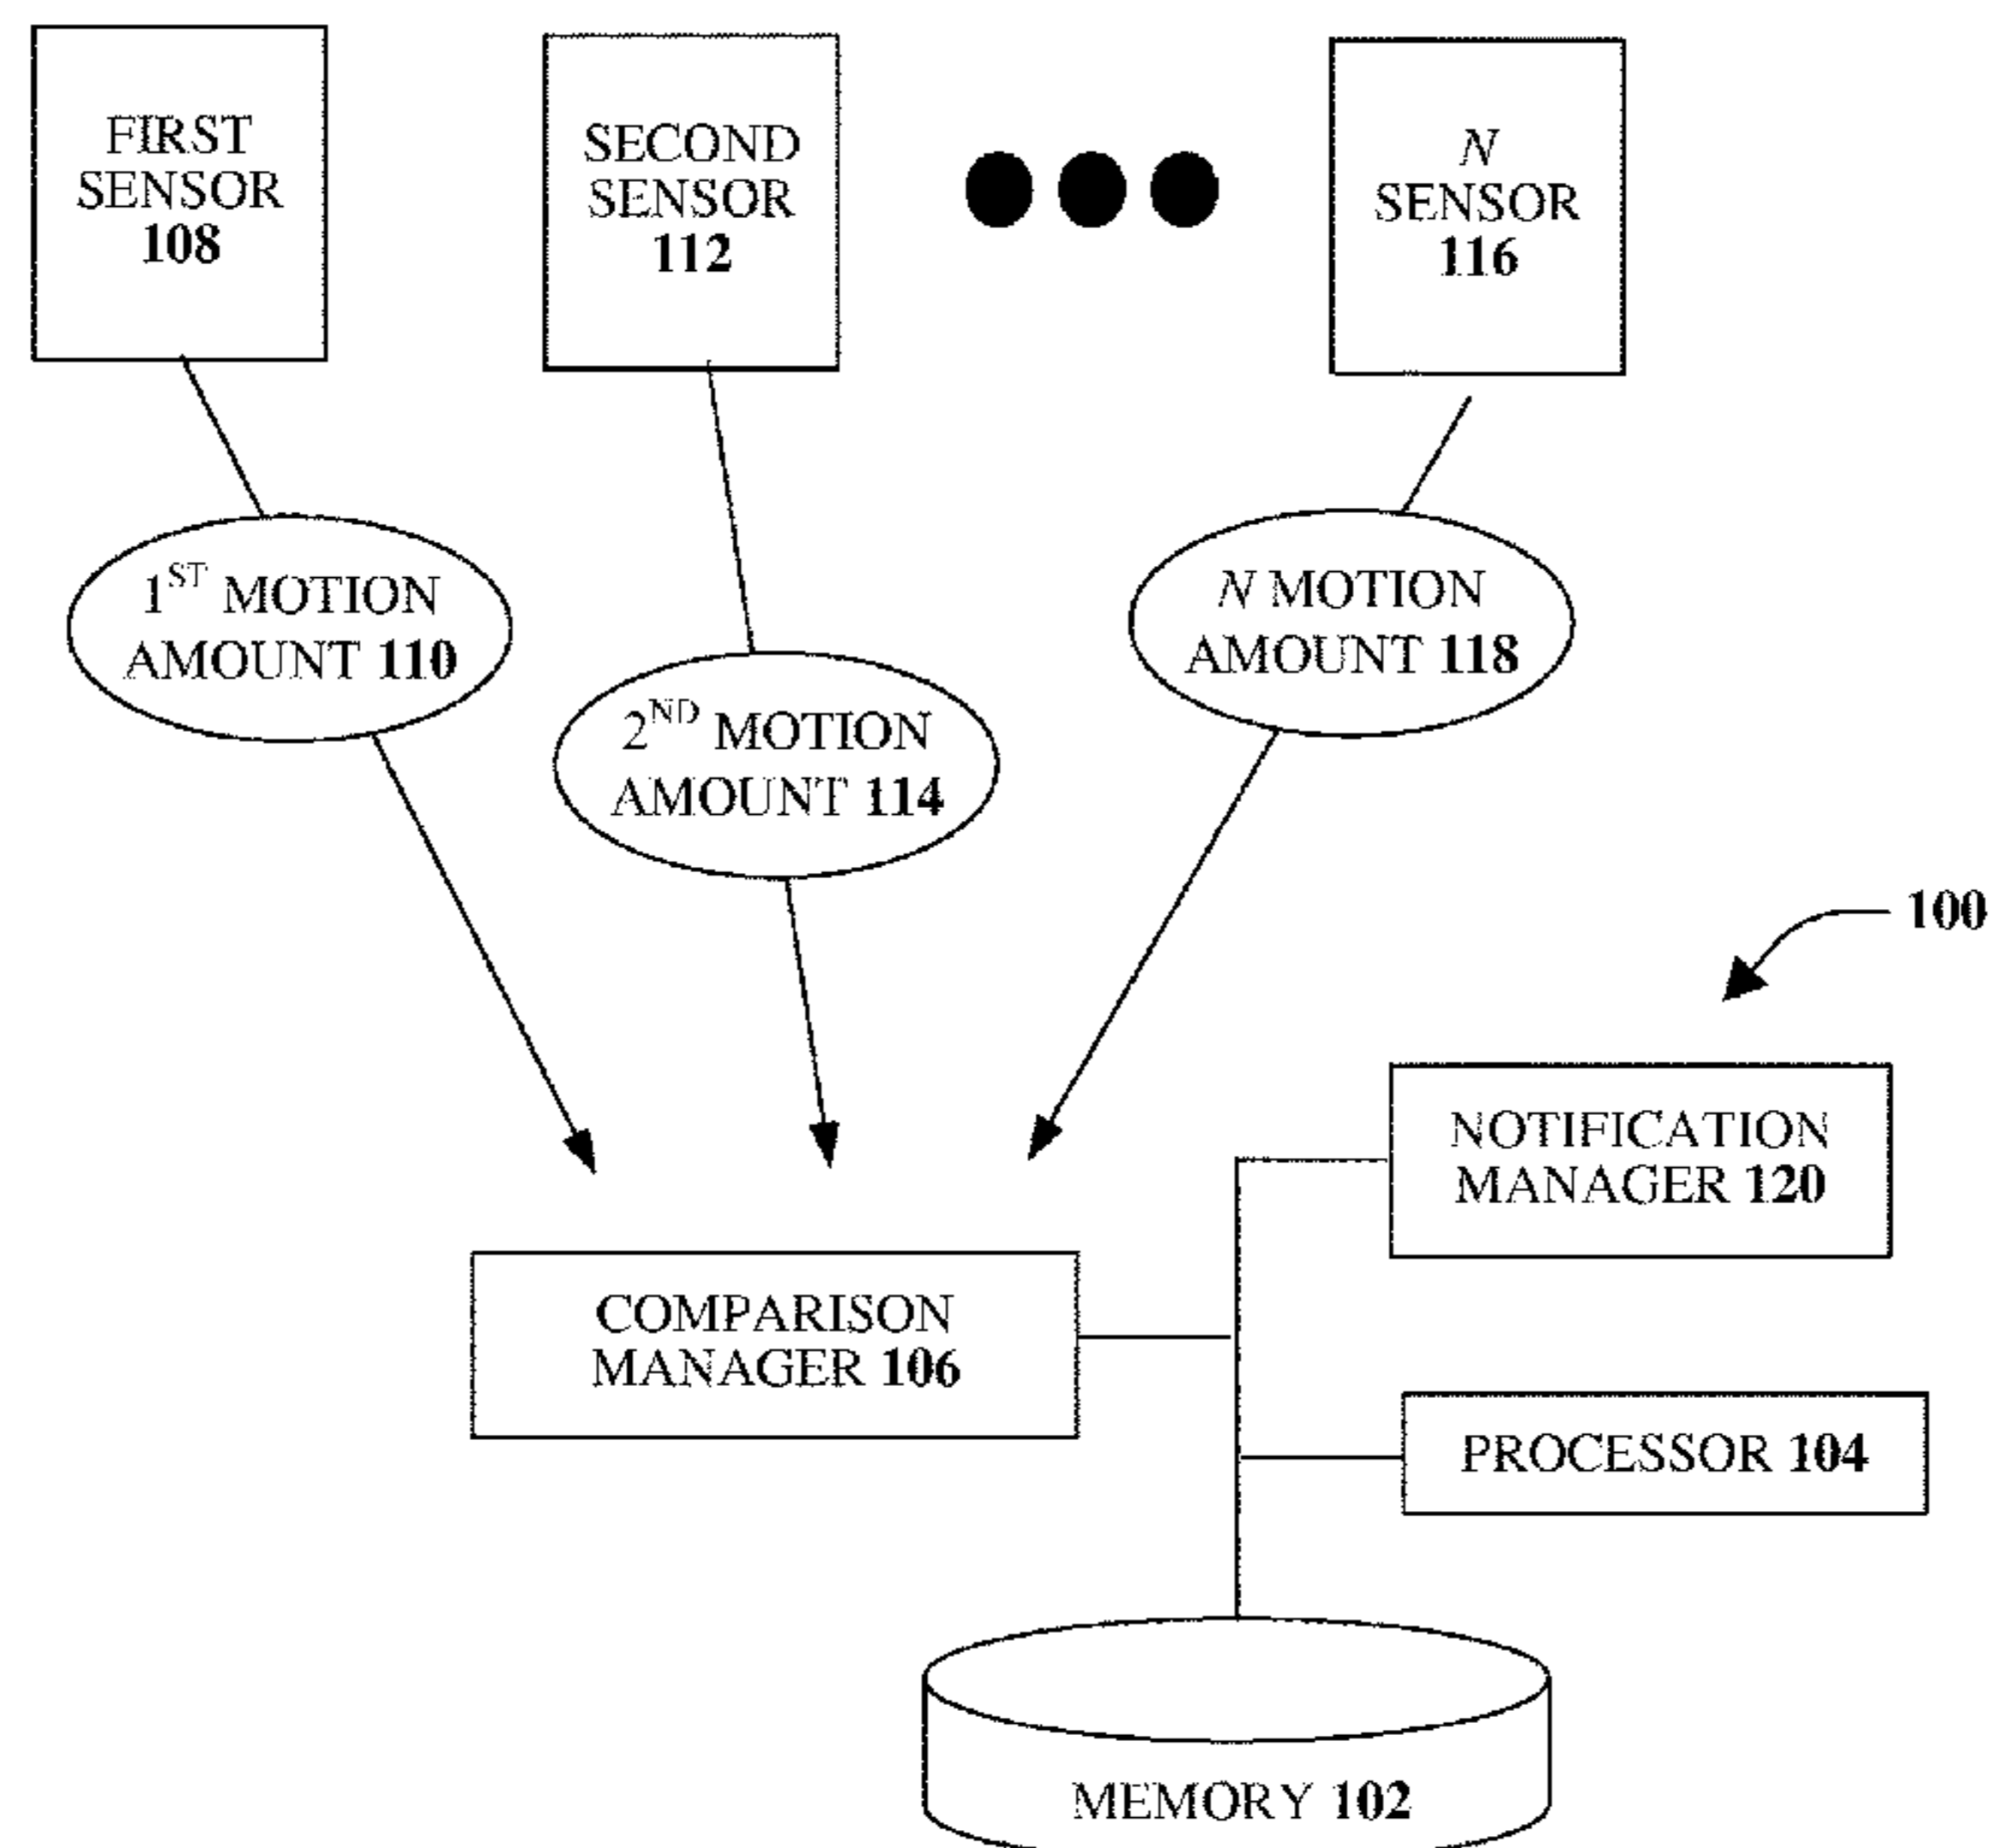 FIRST
SENSOR
108
SECOND
SENSOR
112
N
SENSOR
116
1ST MOTION
AMOUNT 110
2ND MOTION
AMOUNT 114
N MOTION
AMOUNT 118
100
NOTIFICATION
MANAGER 120
COMPARISON
MANAGER 106
PROCESSOR 104
MEMORY 102